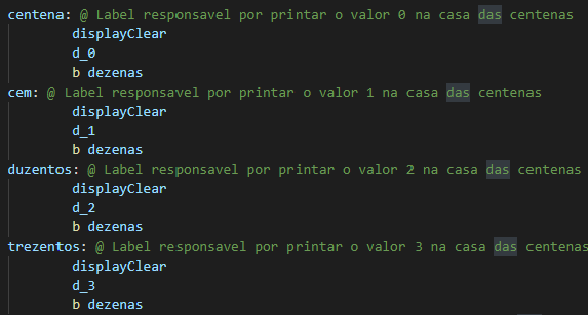 centena: @ Label responsavel por printar o valor 0 na casa das centenas
displayClear
d_0
b dezenas
cem: @ Label responsavel por printar o valor 1 na casa das centenas
displayClear
d_1
b dezenas
duzentos: @ Label responsavel por printar o valor 2 na casa das centenas
displayClear
d_2
b dezenas
trezentos: @ Label responsavel por printar o valor 3 na casa das centenas
displayClear
d_3
b dezenas